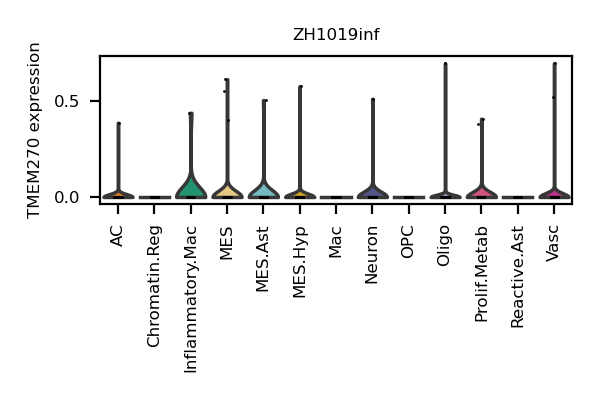 ZH1019inf
TMEM270 expression
0.5
0.0
AC
Chromatin.Reg
Inflammatory.Mac
MES
MES.Ast
MES.Hyp
Mac
Neuron
OPC
Oligo
Prolif.Metab
Reactive.Ast
Vasc